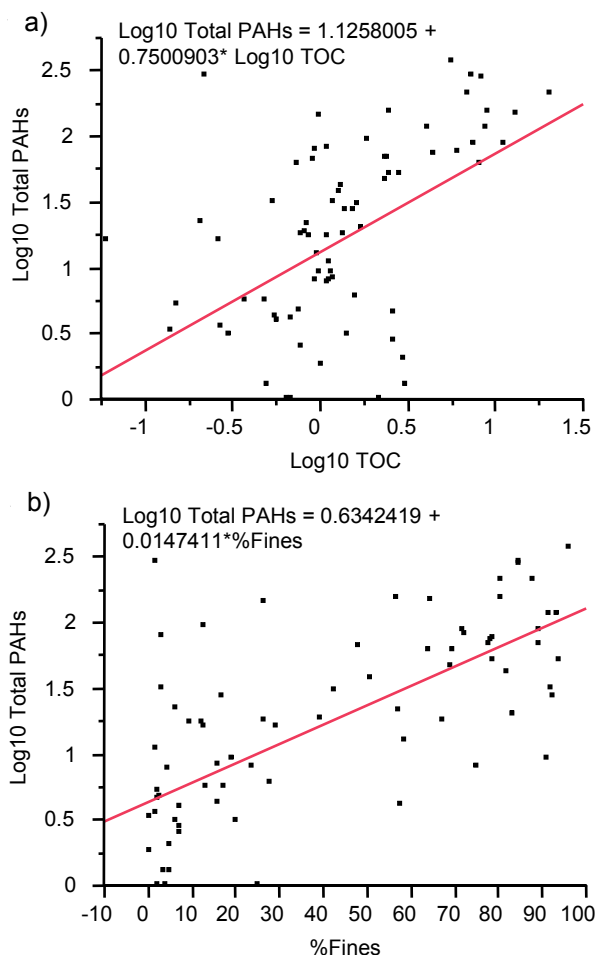 a)
Log10 Total PAHs = 1.1258005 +
0.7500903* Log10 TOC
Log10 Total PAHs
2.5
2
1.5
1
0.5
0
-1 -0.5 0 0.5 1 1.5
Log10 TOC
b)
Log10 Total PAHs = 0.6342419 +
0.0147411*%Fines
Log10 Total PAHs
2.5
2.0
1.5
1.0
0.5
0
-10 0 10 20 30 40 50 60 70 80 90 100
%Fines